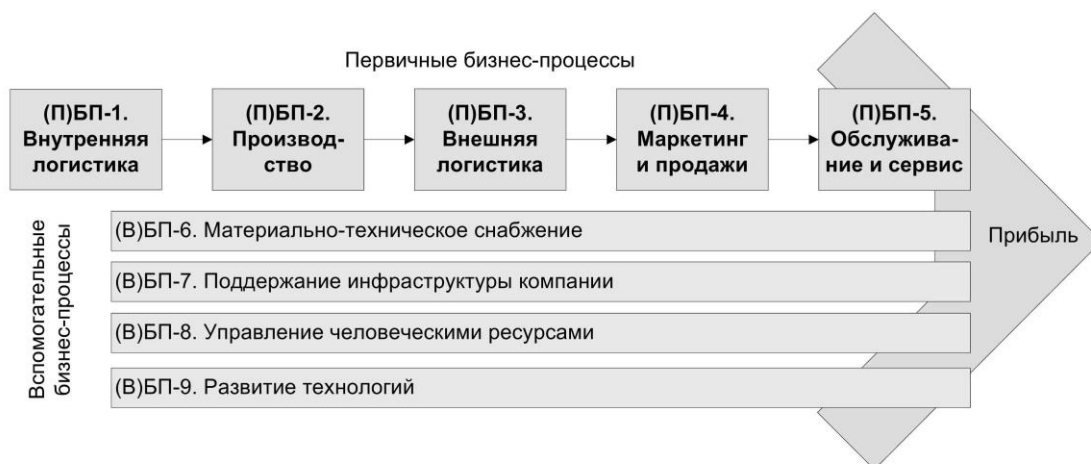 Первичные бизнес-процессы
(П)БП-1.
Внутренняя
логистика
(П)БП-2.
Производ-
ство
(П)БП-3.
Внешняя
логистика
(П)БП-4.
Маркетинг
и продажи
(П)БП-5.
Обслужива-
ние и сервис
Вспомогательные
бизнес-процессы
(В)БП-6. Материально-техническое снабжение
(В)БП-7. Поддержание инфраструктуры компании
(В)БП-8. Управление человеческими ресурсами
(В)БП-9. Развитие технологий
Прибыль